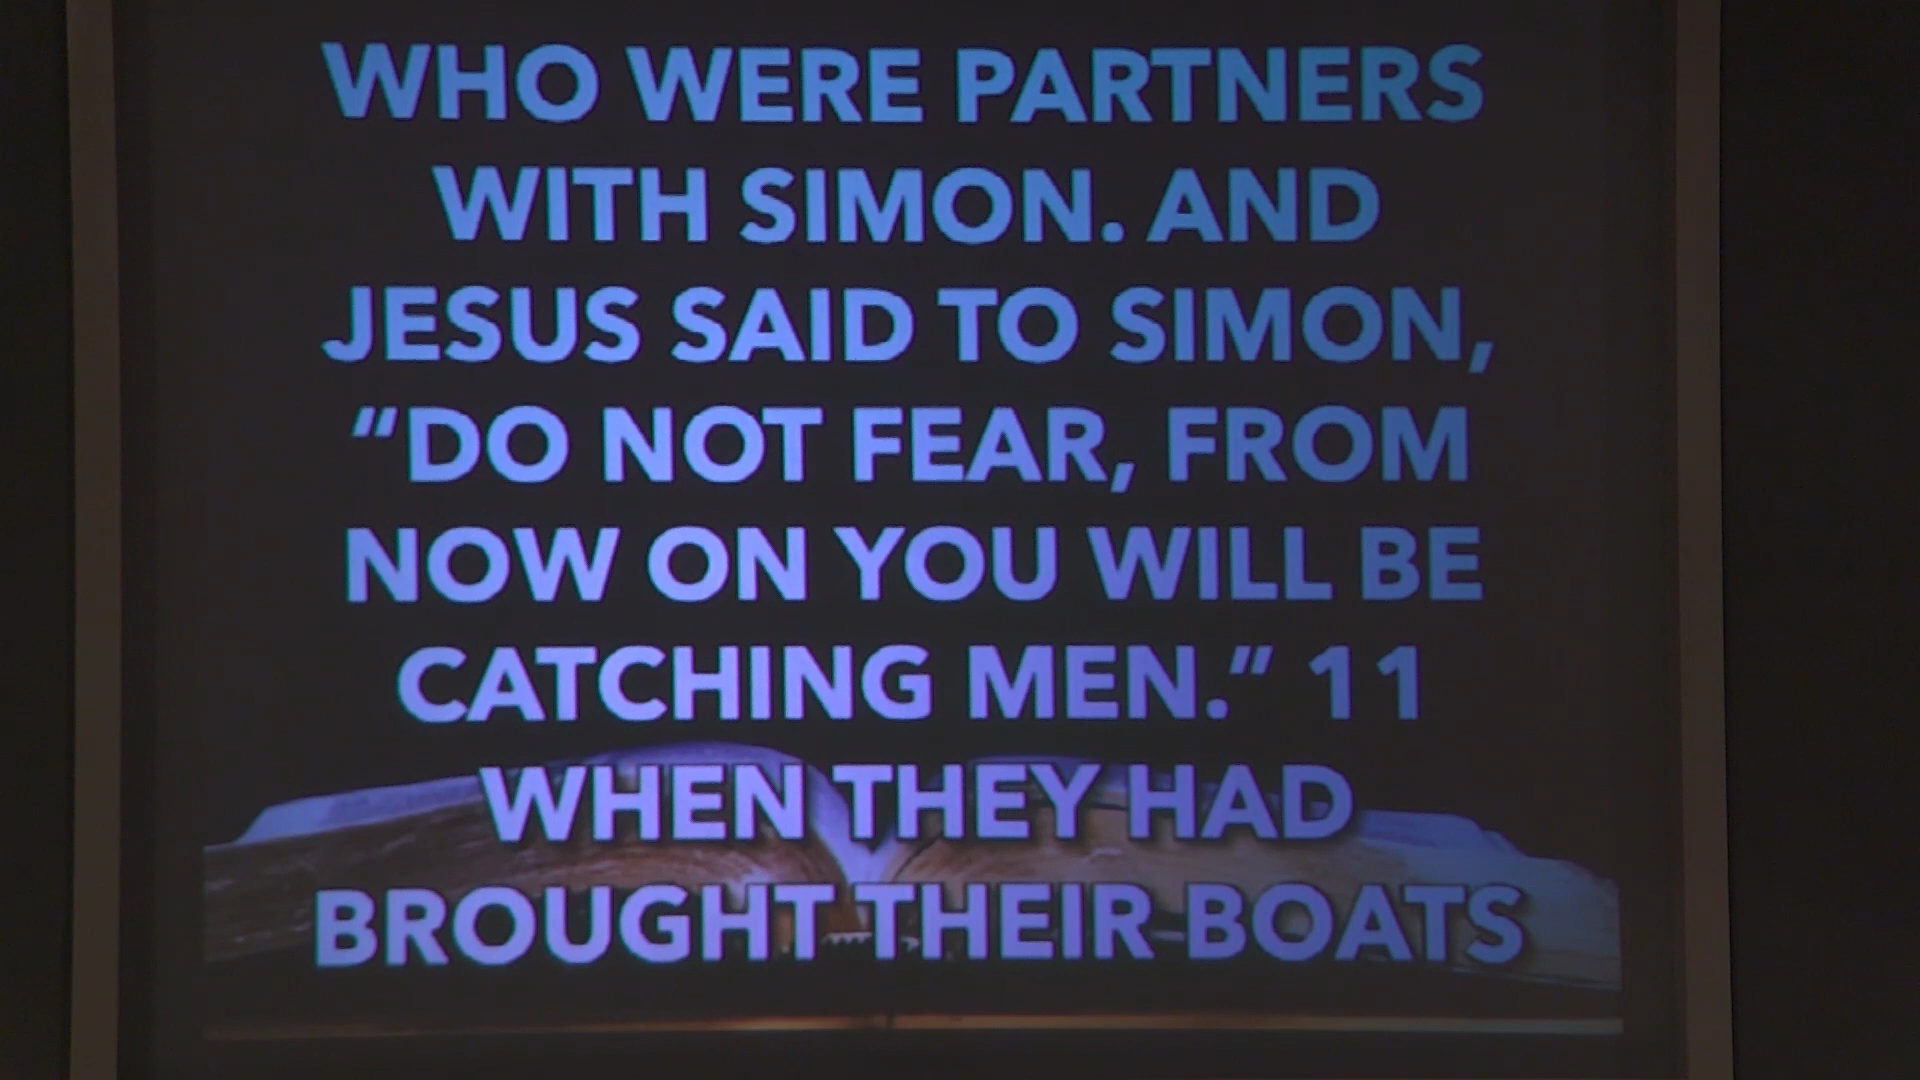 WHO WERE PARTNERS
WITH SIMON. AND
JESUS SAID TO SIMON,
“DO NOT FEAR, FROM
NOW ON YOU WILL BE
CATCHING MEN.” 11
WHEN THEY HAD
BROUGHT THEIR BOATS